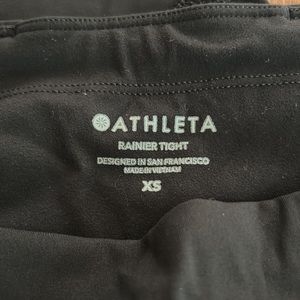 ATHLETA
RAINIER TIGHT
DESIGNED IN SAN FRANCISCO
MADE IN VIETNAM
XS